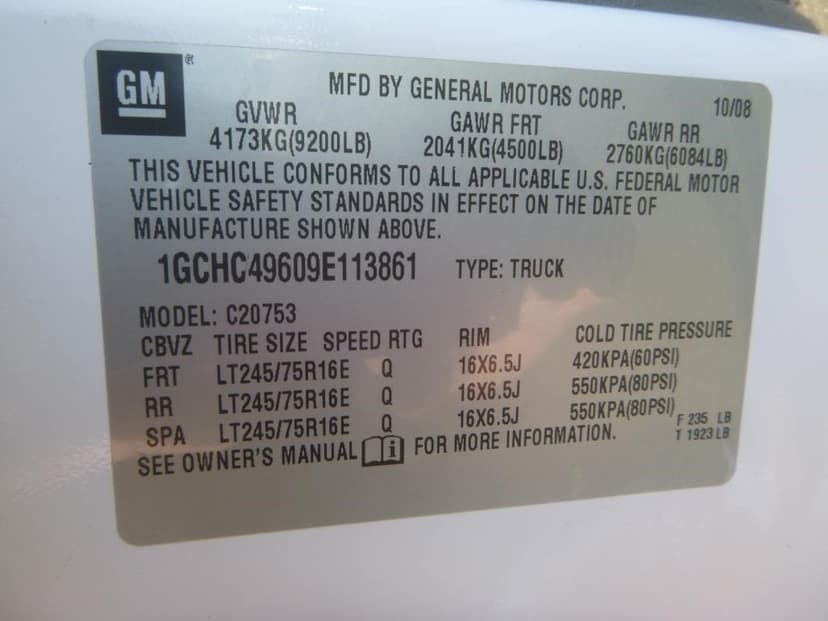 GM ®
MFD BY GENERAL MOTORS CORP. 10/08
GVWR GAWR FRT GAWR RR
4173KG(9200LB) 2041KG(4500LB) 2760KG(6084LB)
THIS VEHICLE CONFORMS TO ALL APPLICABLE U.S. FEDERAL MOTOR
VEHICLE SAFETY STANDARDS IN EFFECT ON THE DATE OF
MANUFACTURE SHOWN ABOVE.
1GCHC49609E113861 TYPE: TRUCK
MODEL: C20753
CBVZ TIRE SIZE SPEED RTG RIM COLD TIRE PRESSURE
FRT LT245/75R16E Q 16X6.5J 420KPA(60PSI)
RR LT245/75R16E Q 16X6.5J 550KPA(80PSI)
SPA LT245/75R16E Q 16X6.5J 550KPA(80PSI) F 235 LB
SEE OWNER'S MANUAL i FOR MORE INFORMATION. T 1923 LB